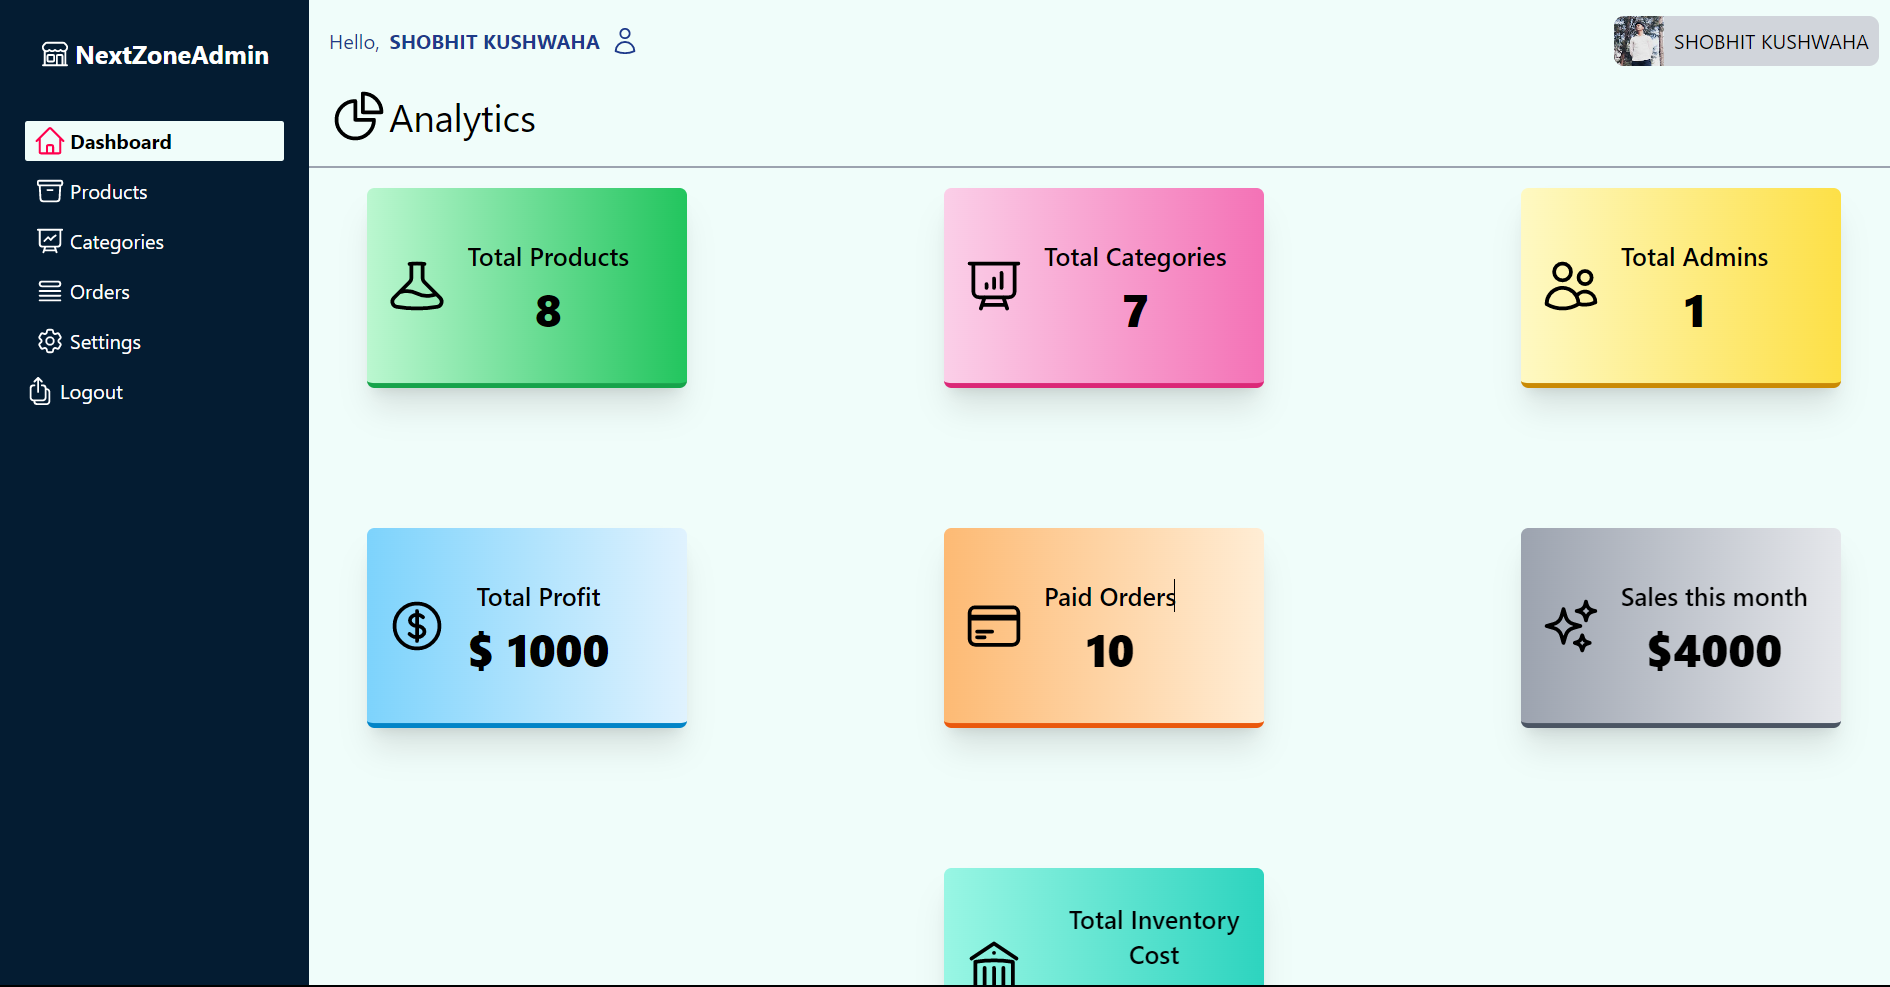 NextZoneAdmin
Dashboard
Products
Categories
Orders
Settings
Logout
Hello, SHOBHIT KUSHWAHA
SHOBHIT KUSHWAHA
Analytics
Total Products
8
Total Categories
7
Total Admins
1
Total Profit
$ 1000
Paid Orders
10
Sales this month
$4000
Total Inventory
Cost